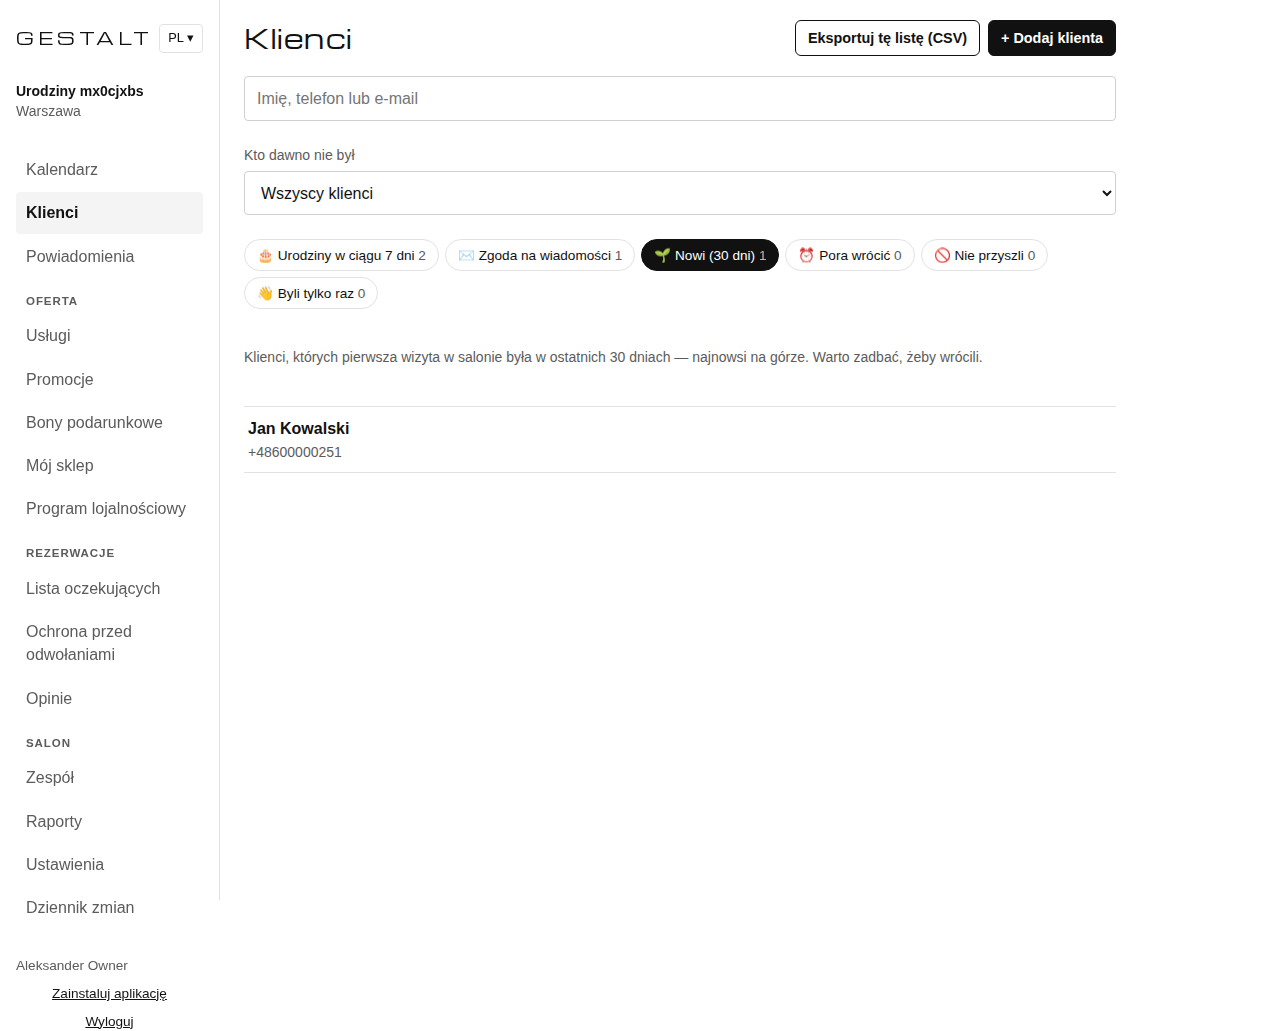 GESTALT
PL ▾
Urodziny mx0cjxbs
Warszawa
Kalendarz
Klienci
Powiadomienia
OFERTA
Usługi
Promocje
Bony podarunkowe
Mój sklep
Program lojalnościowy
REZERWACJE
Lista oczekujących
Ochrona przed
odwołaniami
Opinie
SALON
Zespół
Raporty
Ustawienia
Dziennik zmian
Aleksander Owner
Zainstaluj aplikację
Wyloguj
Klienci
Eksportuj tę listę (CSV)
+ Dodaj klienta
Imię, telefon lub e-mail
Kto dawno nie był
Wszyscy klienci
🎂 Urodziny w ciągu 7 dni 2
✉️ Zgoda na wiadomości 1
🌱 Nowi (30 dni) 1
⏰ Pora wrócić 0
🚫 Nie przyszli 0
👋 Byli tylko raz 0
Klienci, których pierwsza wizyta w salonie była w ostatnich 30 dniach — najnowsi na górze. Warto zadbać, żeby wrócili.
Jan Kowalski
+48600000251